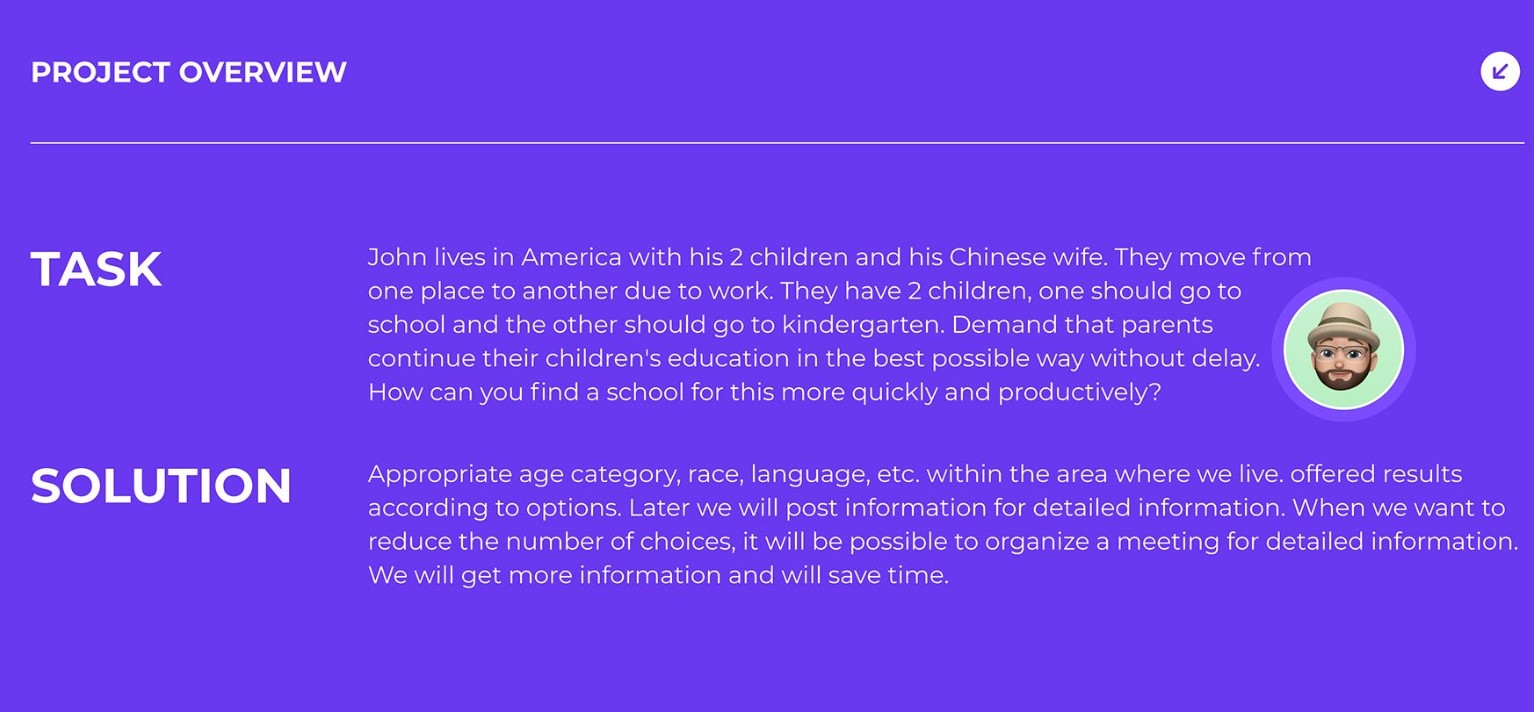 PROJECT OVERVIEW
TASK
John lives in America with his 2 children and his Chinese wife. They move from
one place to another due to work. They have 2 children, one should go to
school and the other should go to kindergarten. Demand that parents
continue their children's education in the best possible way without delay.
How can you find a school for this more quickly and productively?
SOLUTION
Appropriate age category, race, language, etc. within the area where we live. offered results
according to options. Later we will post information for detailed information. When we want to
reduce the number of choices, it will be possible to organize a meeting for detailed information.
We will get more information and will save time.